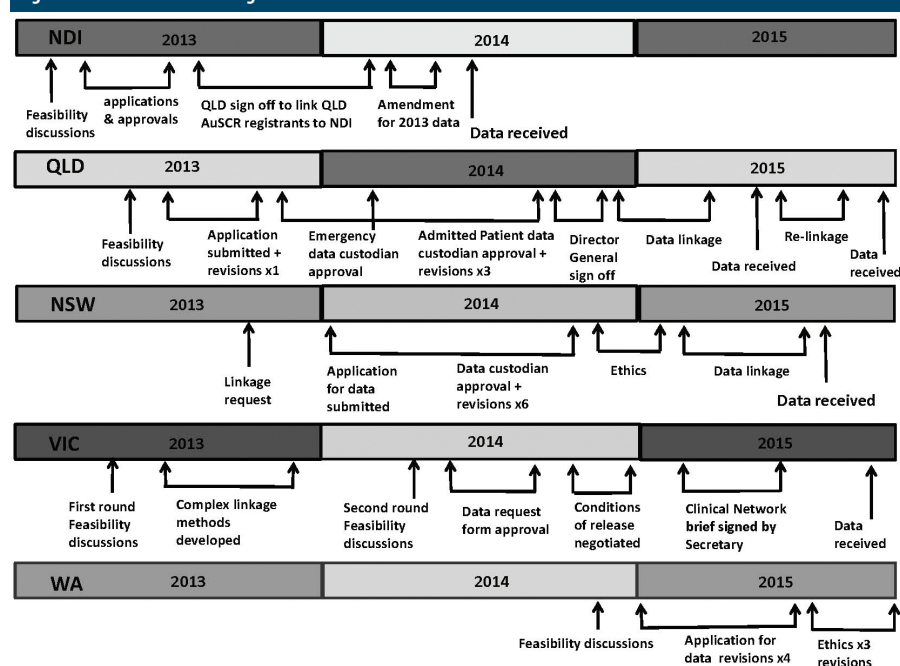 NDI 2013 2014 2015
Feasibility
discussions
applications
& approvals
QLD sign off to link QLD
AuSCR registrants to NDI
Amendment
for 2013 data
Data received
QLD 2013 2014 2015
Feasibility
discussions
Application
submitted +
revisions x1
Emergency
data custodian
approval
Admitted Patient data
custodian approval +
revisions x3
Director
General
sign off
Data linkage
Data received
Re-linkage
Data
received
NSW 2013 2014 2015
Linkage
request
Application
for data
submitted
Data custodian
approval +
revisions x6
Ethics
Data linkage
Data received
VIC 2013 2014 2015
First round
Feasibility
discussions
Complex linkage
methods
developed
Second round
Feasibility
discussions
Data request
form approval
Conditions
of release
negotiated
Clinical Network
brief signed by
Secretary
Data
received
WA 2013 2014 2015
Feasibility discussions
Application for
data revisions x4
Ethics x3
revisions